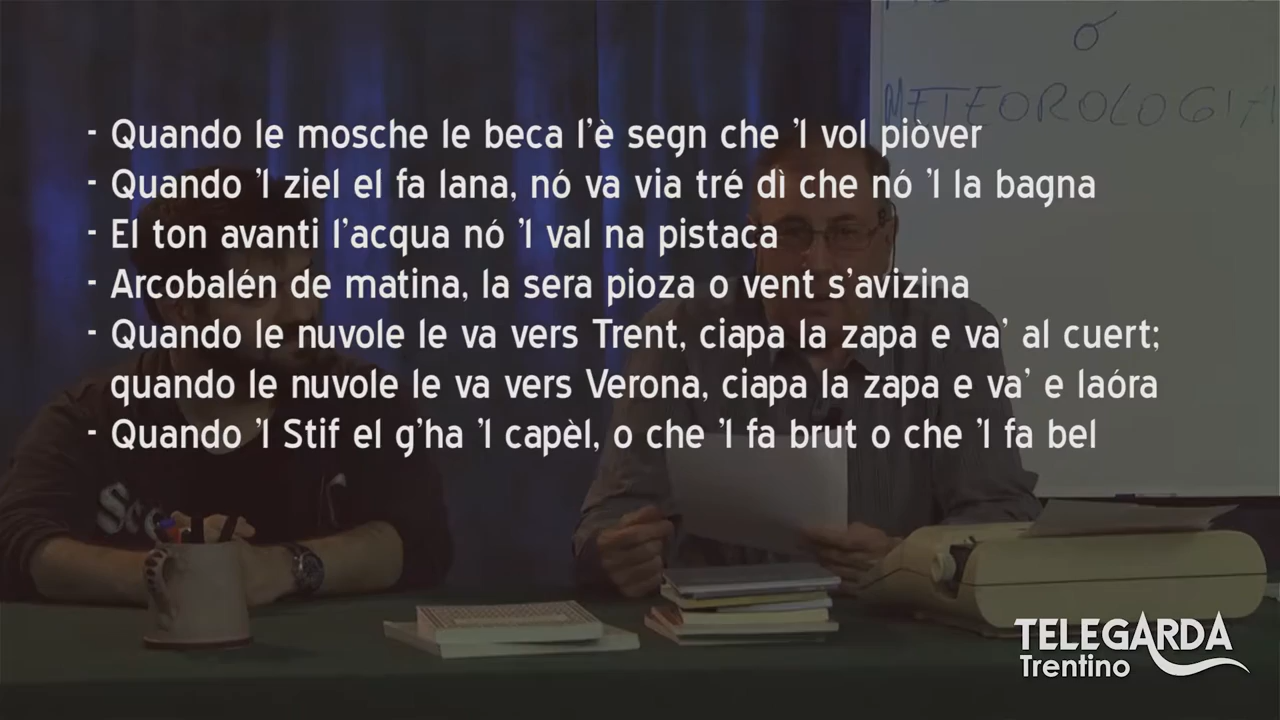 ó
METEOROLOGIA
- Quando le mosche le beca l'è segn che 'l vol piòver
- Quando 'l ziel el fa lana, nó va via tré dì che nó 'l la bagna
- El ton avanti l'acqua nó 'l val na pistaca
- Arcobalén de matina, la sera pioza o vent s'avizina
- Quando le nuvole le va vers Trent, ciapa la zapa e va' al cuert;
quando le nuvole le va vers Verona, ciapa la zapa e va' e laóra
- Quando 'l Stif el g'ha 'l capèl, o che 'l fa brut o che 'l fa bel
TELEGARDA
Trentino